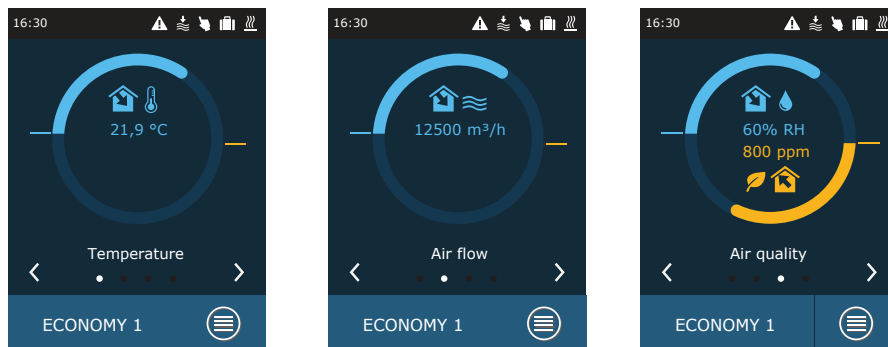 16:30
21,9 °C
Temperature
ECONOMY 1
16:30
12500 m³/h
Air flow
ECONOMY 1
16:30
60% RH
800 ppm
Air quality
ECONOMY 1